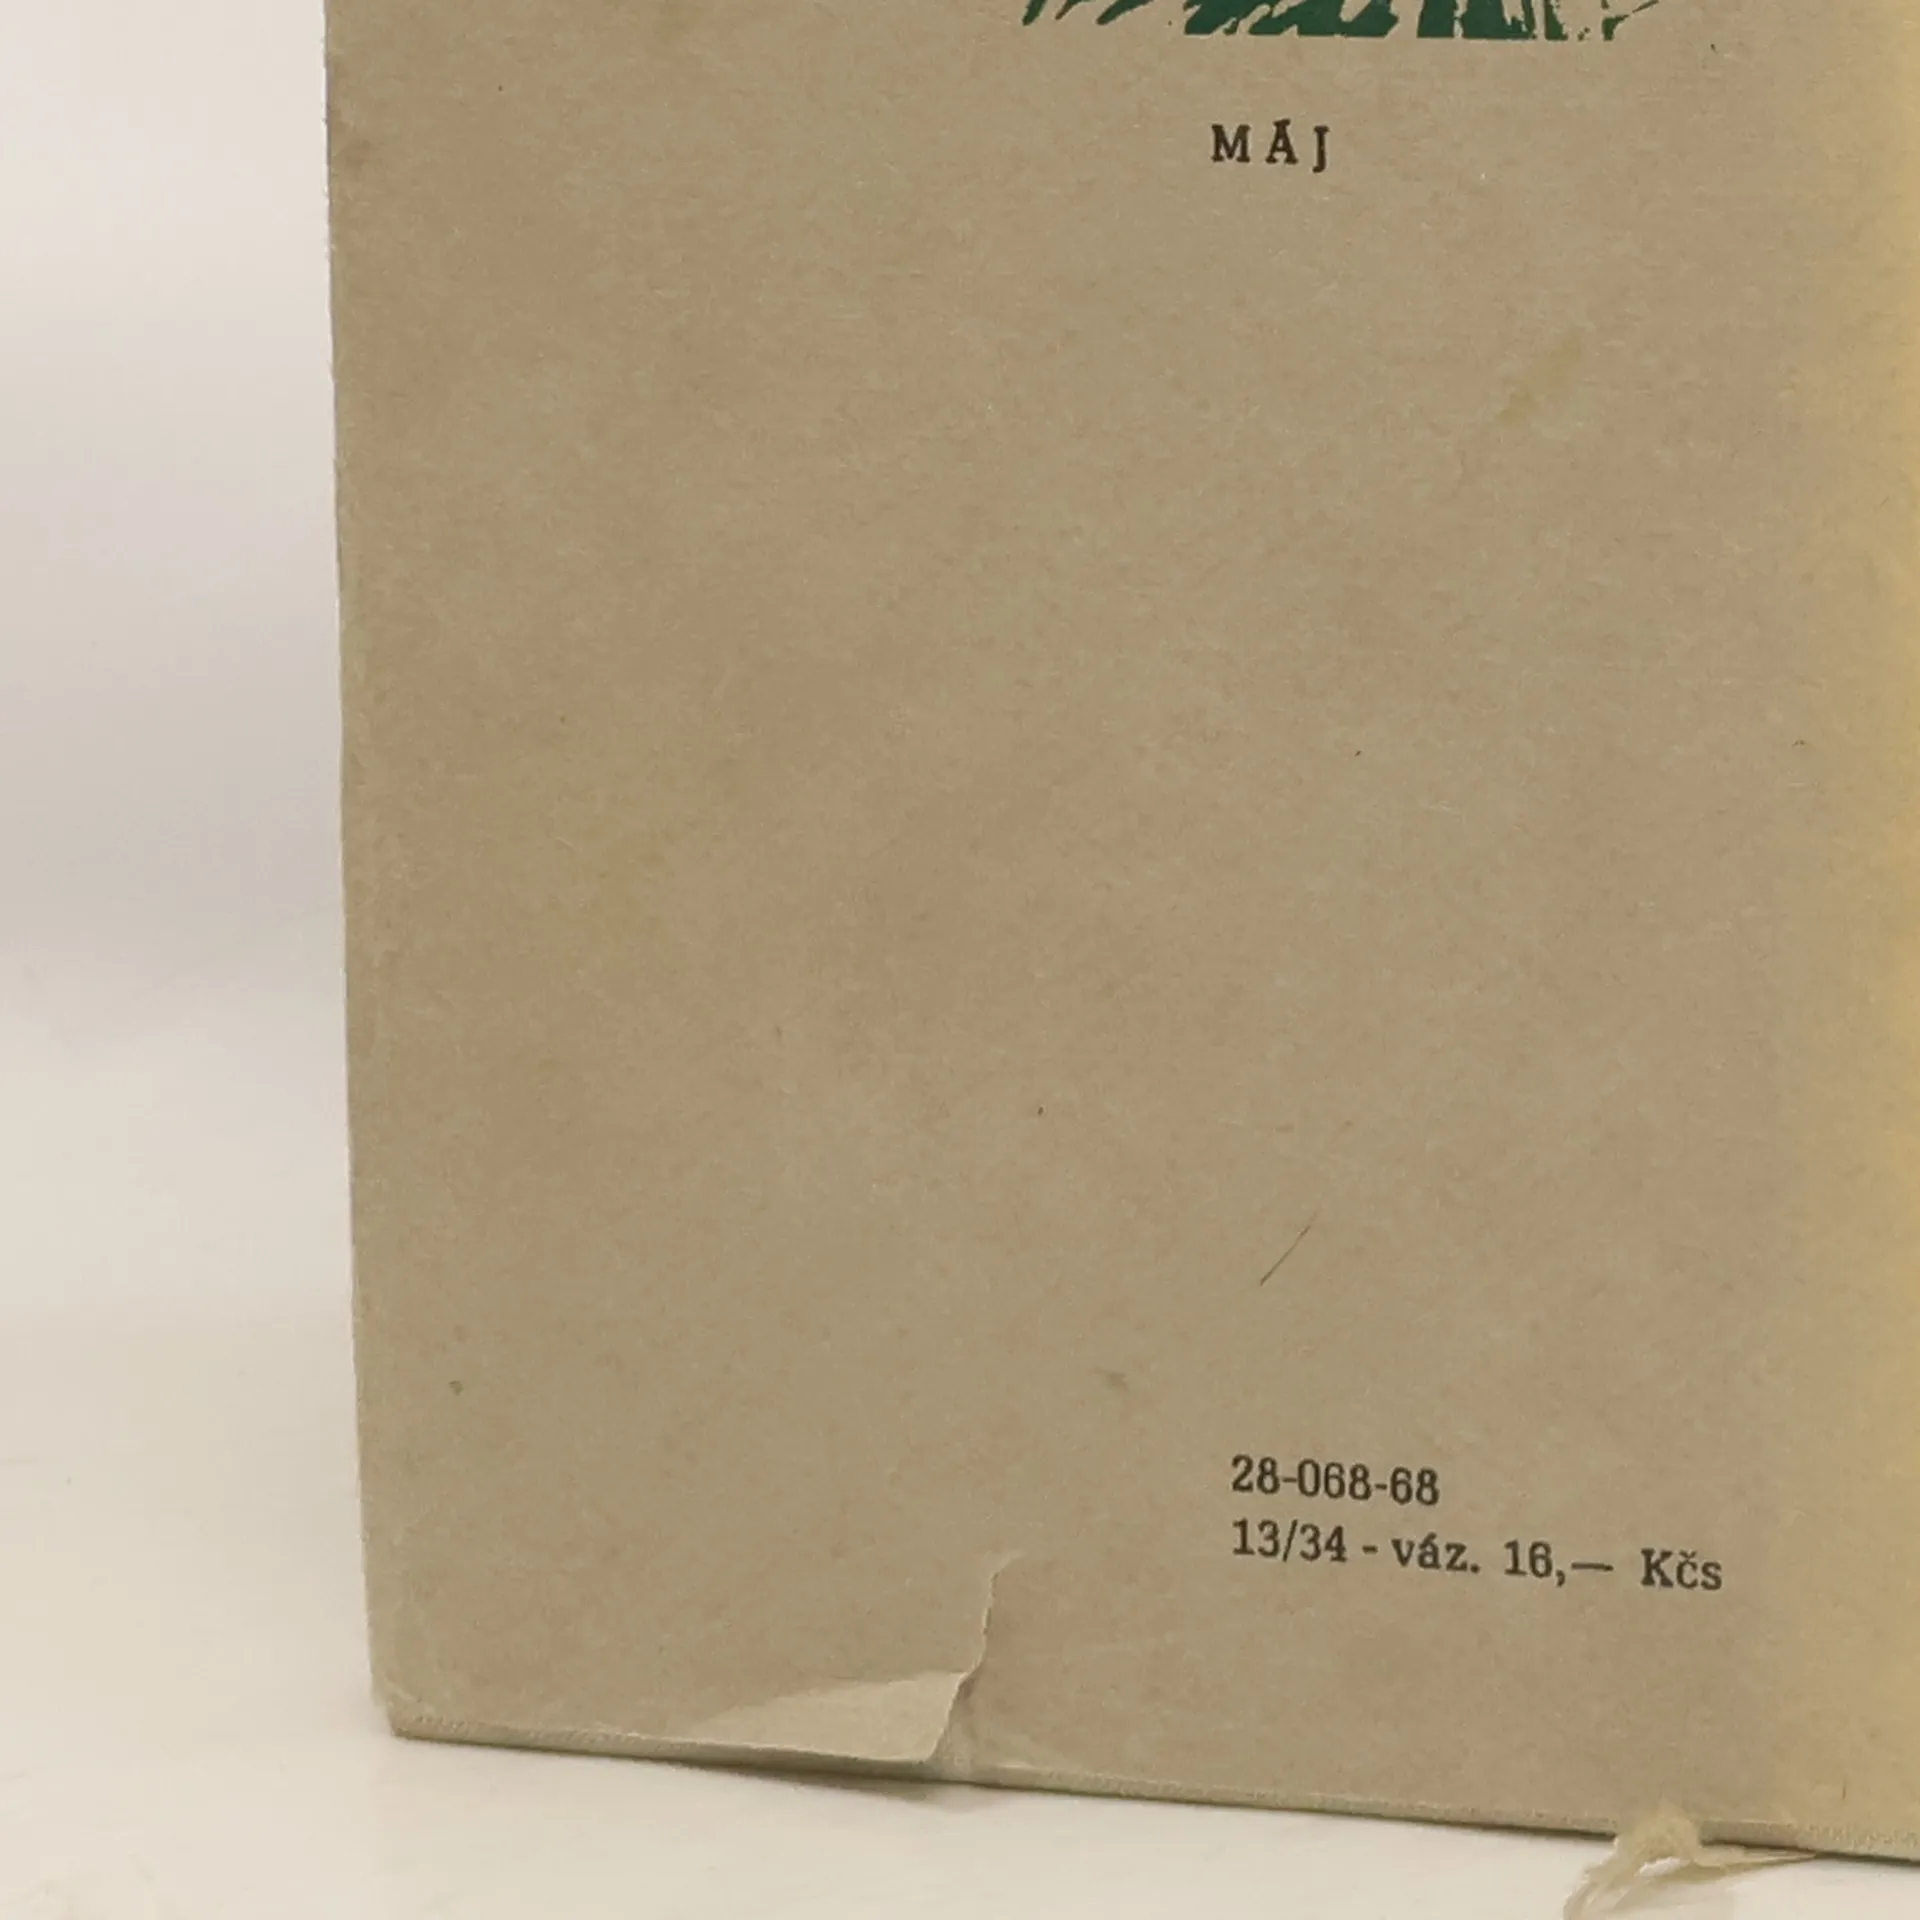 MÁJ
28-068-68
13/34 - váz. 16,— Kčs